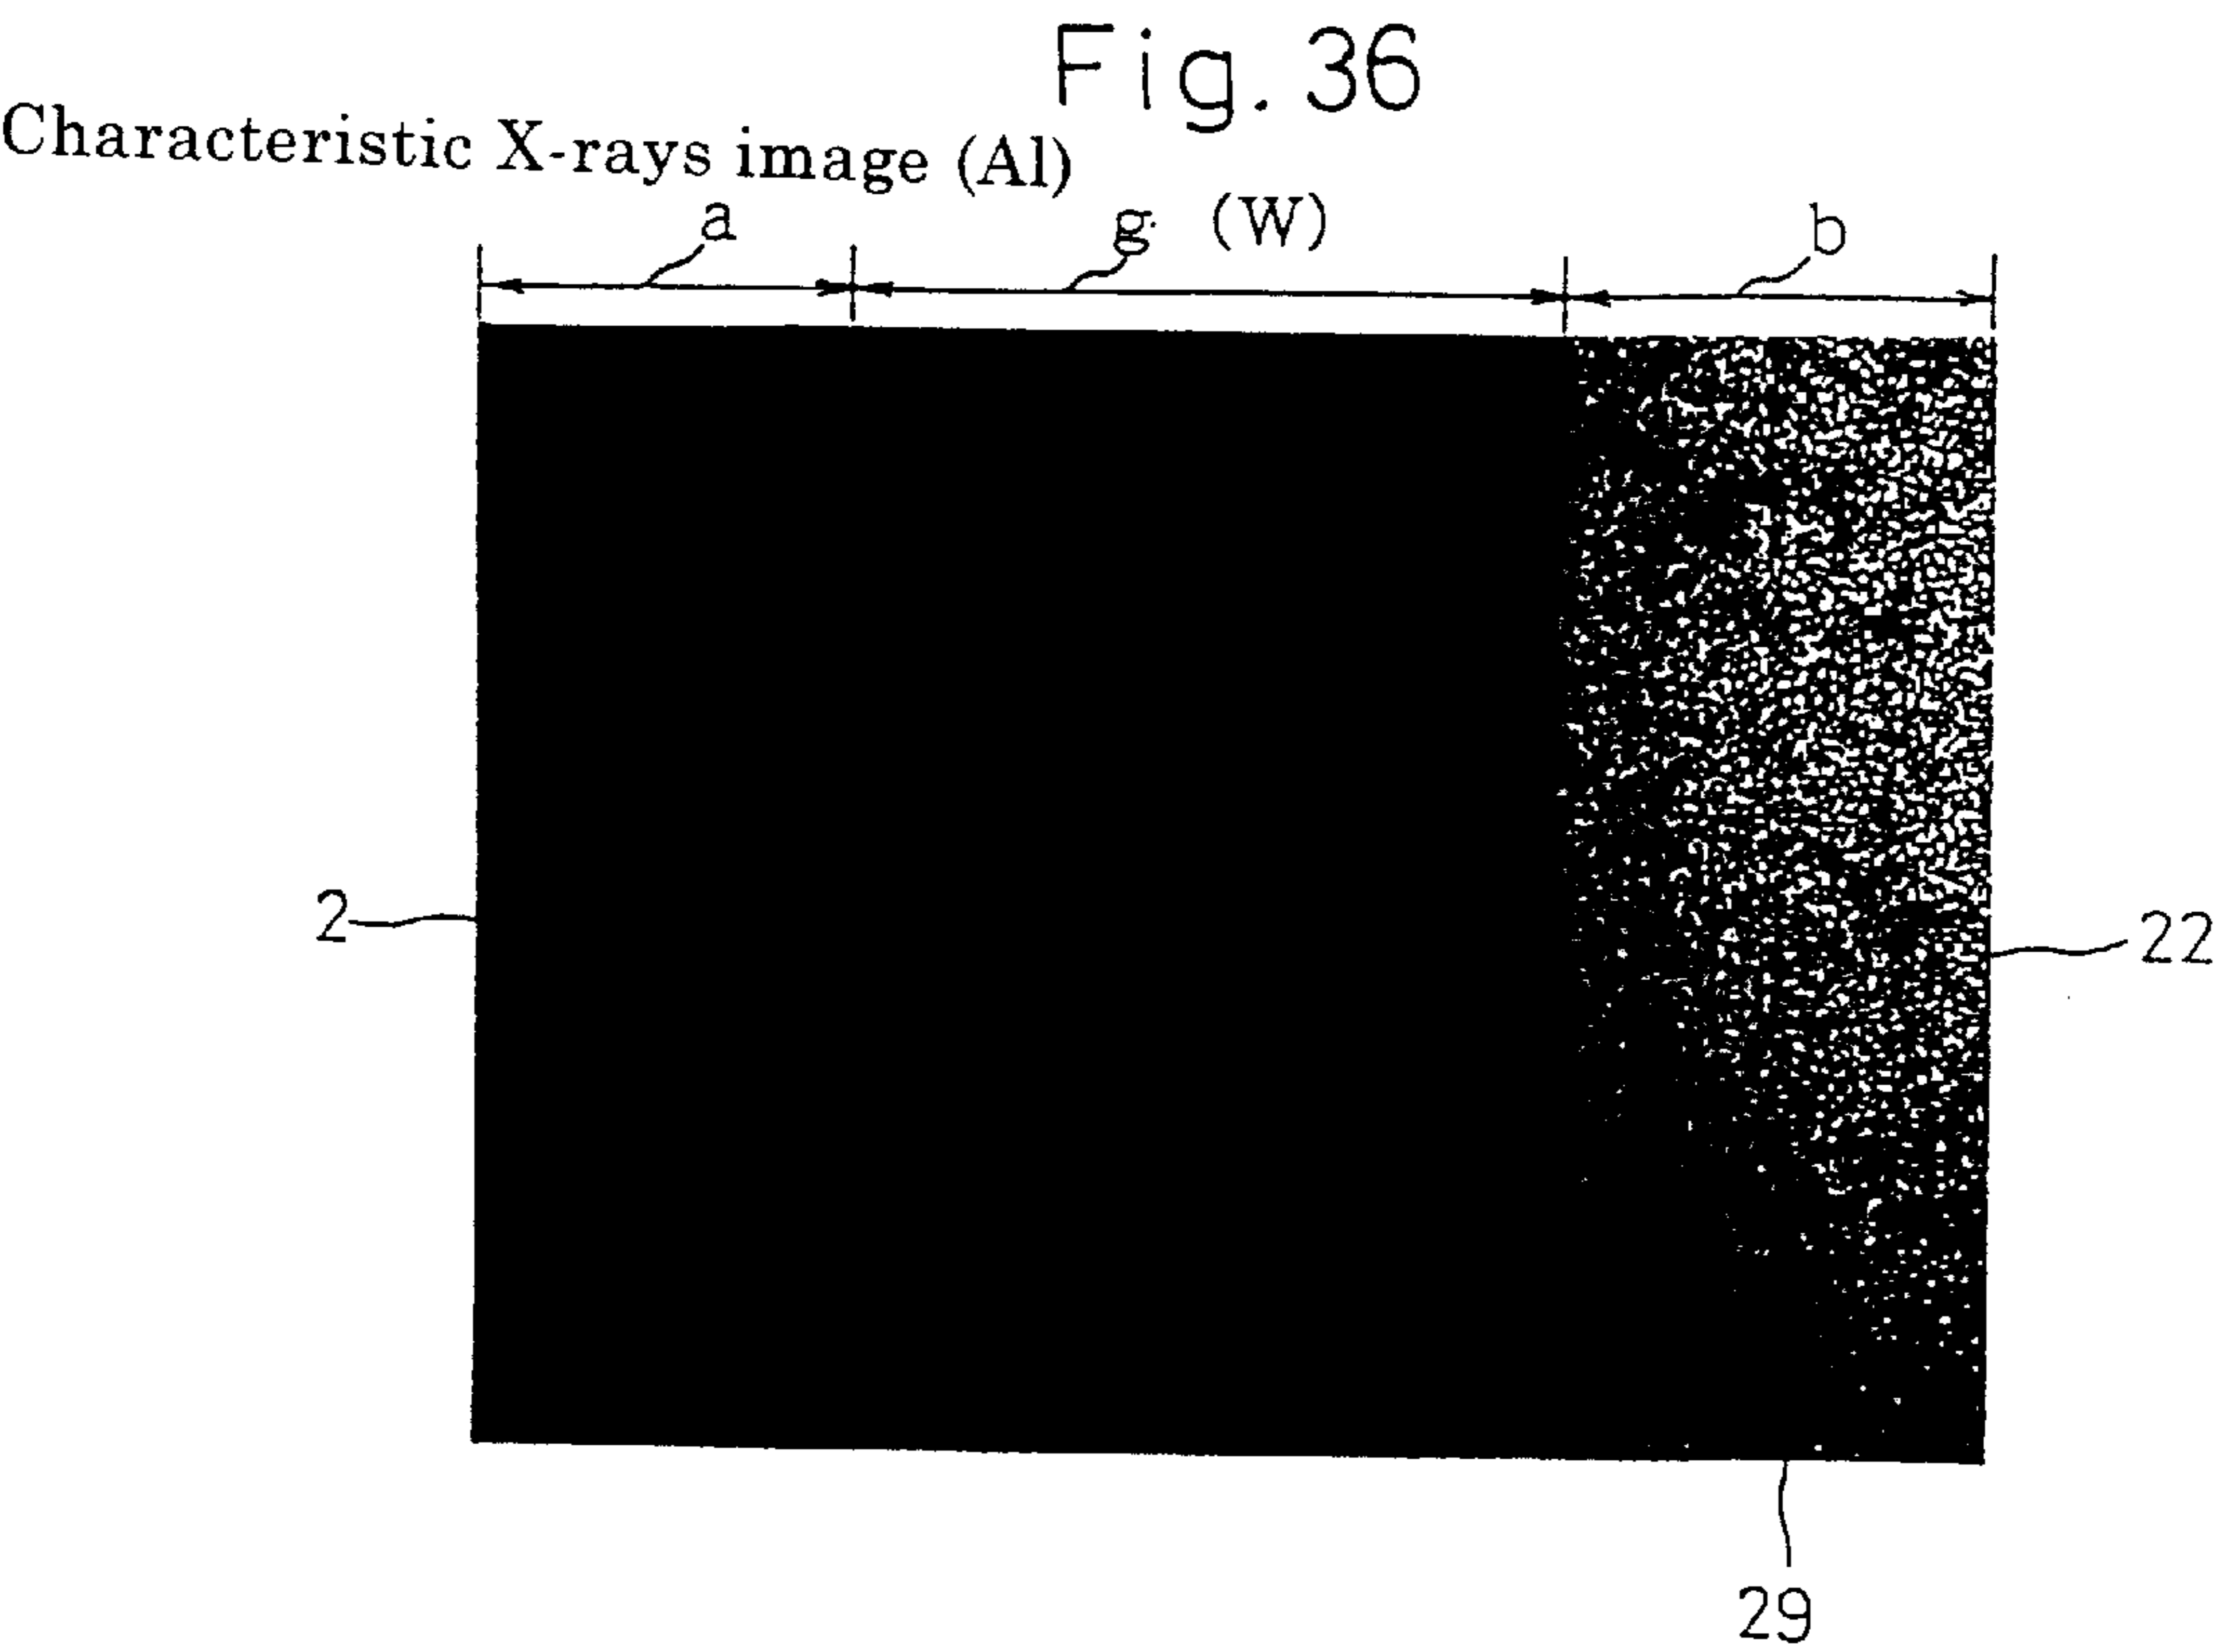 Fig. 36
Characteristic X-rays image (Al)
a g (W) b
2
22
29